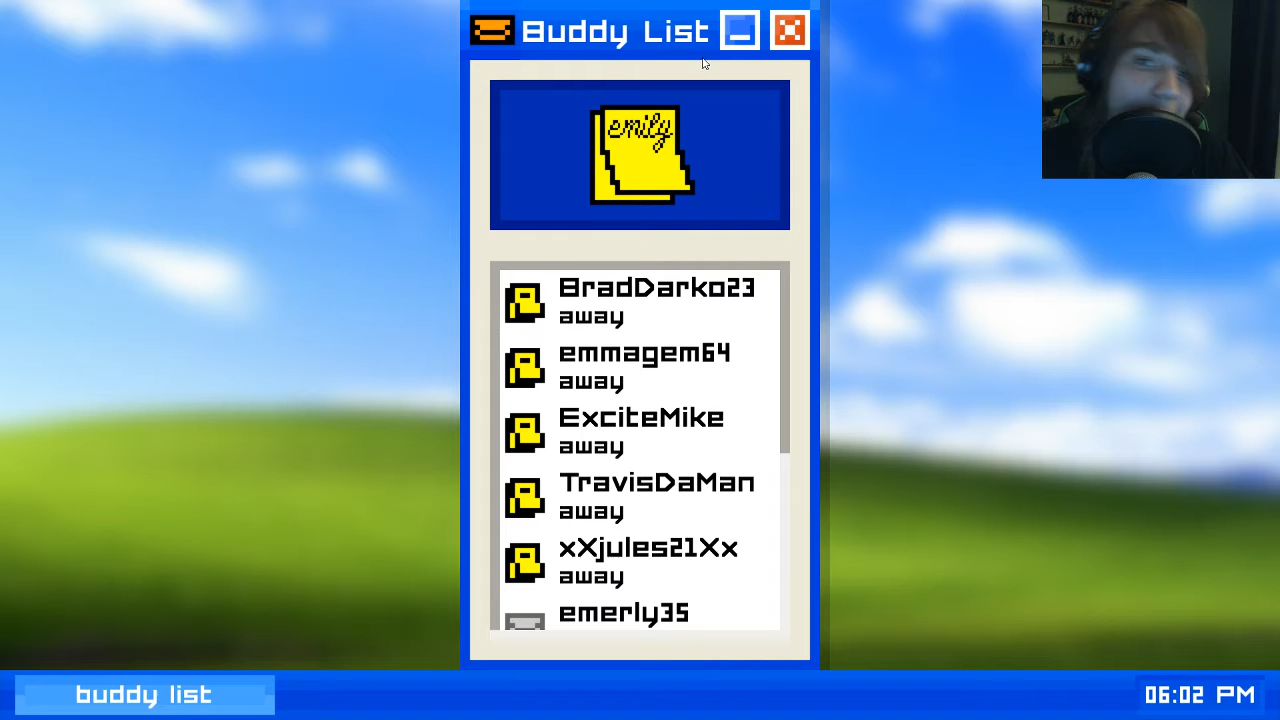 Buddy List
emily
BradDarko23
away
emmagem64
away
ExciteMike
away
TravisDaMan
away
xXjules21Xx
away
emerly35
buddy list
06:02 PM